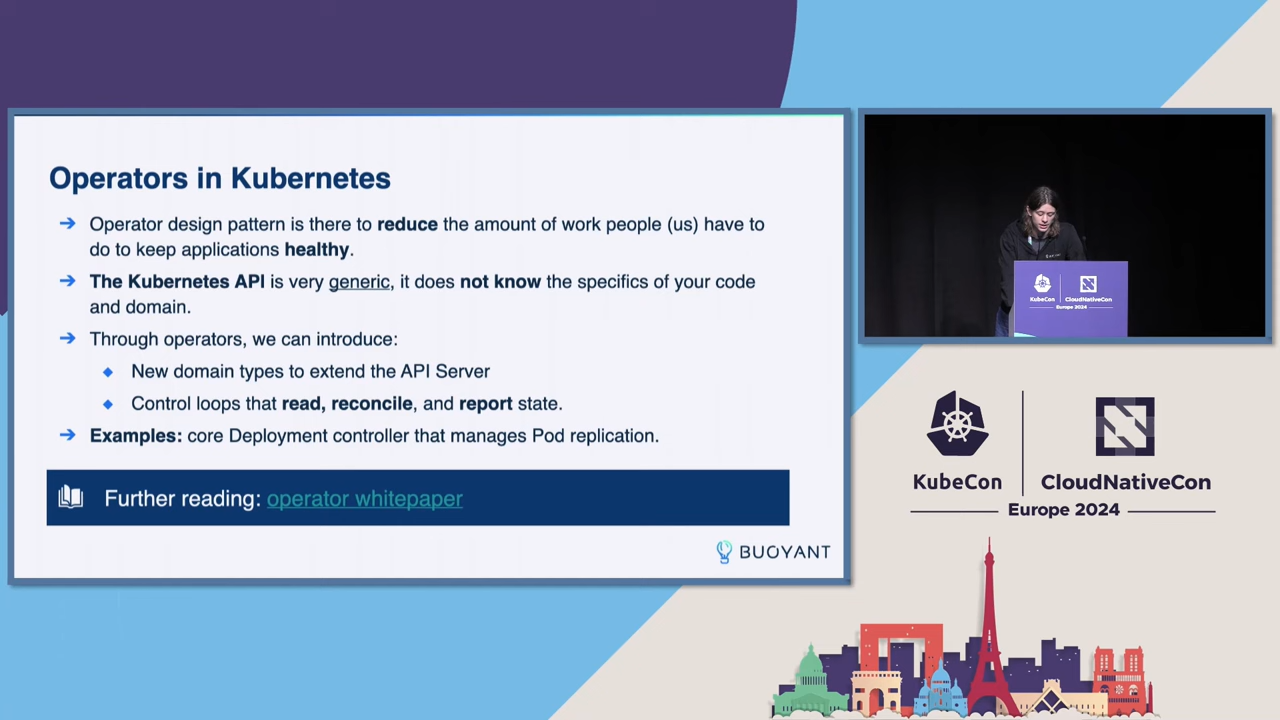 Operators in Kubernetes
Operator design pattern is there to reduce the amount of work people (us) have to
do to keep applications healthy.
The Kubernetes API is very generic, it does not know the specifics of your code
and domain.
Through operators, we can introduce:
New domain types to extend the API Server
Control loops that read, reconcile, and report state.
Examples: core Deployment controller that manages Pod replication.
Further reading: operator whitepaper
BUOYANT
KubeCon
CloudNativeCon
Europe 2024
KubeCon
CloudNativeCon
Europe 2024